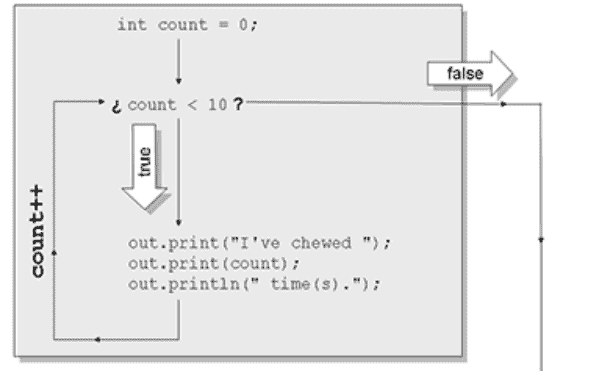 int count = 0;
false
¿ count < 10 ?
true
count++
out.print("I've chewed ");
out.print(count);
out.println(" time(s).");